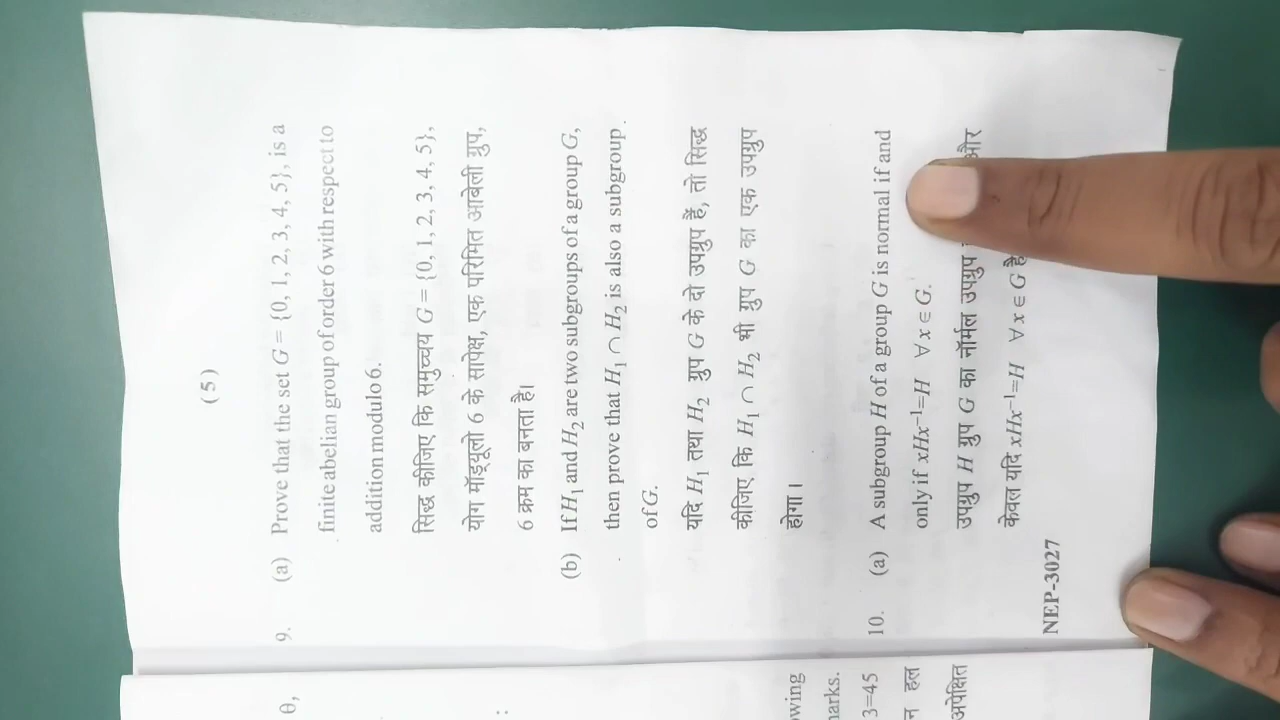 (5)
9. (a) Prove that the set G = {0, 1, 2, 3, 4, 5}, is a
finite abelian group of order 6 with respect to
addition modulo 6.
सिद्ध कीजिए कि समुच्चय G = {0, 1, 2, 3, 4, 5},
योग मॉड्यूलो 6 के सापेक्ष, एक परिमित आबेली ग्रुप,
6 क्रम का बनता है।
(b) If H₁ and H₂ are two subgroups of a group G,
then prove that H₁ ∩ H₂ is also a subgroup
of G.
यदि H₁ तथा H₂ ग्रुप G के दो उपग्रुप हैं, तो सिद्ध
कीजिए कि H₁ ∩ H₂ भी ग्रुप G का एक उपग्रुप
होगा।
10. (a) A subgroup H of a group G is normal if and
only if xHx⁻¹=H ∀ x ∈ G.
उपग्रुप H ग्रुप G का नॉर्मल उपग्रुप और
केवल यदि xHx⁻¹=H ∀ x ∈ G है
NEP-3027
θ,
:
owing
narks.
3=45
न हल
अपेक्षित